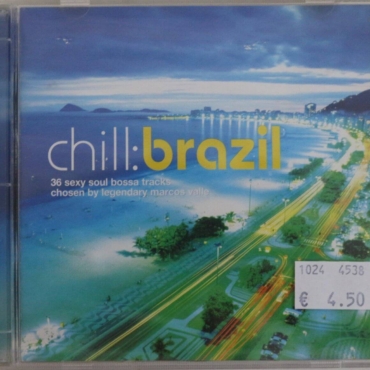 chill:brazil
36 sexy soul bossa tracks
chosen by legendary marcos valle
1024 4538
€ 4.50